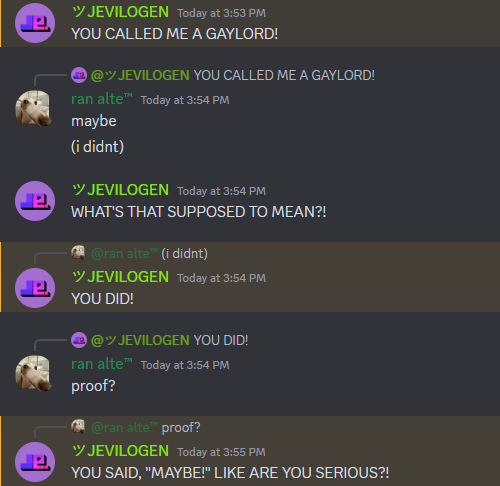 ツJEVILOGEN Today at 3:53 PM
YOU CALLED ME A GAYLORD!
@ツJEVILOGEN YOU CALLED ME A GAYLORD!
ran alte™ Today at 3:54 PM
maybe
(i didnt)
ツJEVILOGEN Today at 3:54 PM
WHAT'S THAT SUPPOSED TO MEAN?!
@ran alte™ (i didnt)
ツJEVILOGEN Today at 3:54 PM
YOU DID!
@ツJEVILOGEN YOU DID!
ran alte™ Today at 3:54 PM
proof?
@ran alte™ proof?
ツJEVILOGEN Today at 3:55 PM
YOU SAID, "MAYBE!" LIKE ARE YOU SERIOUS?!